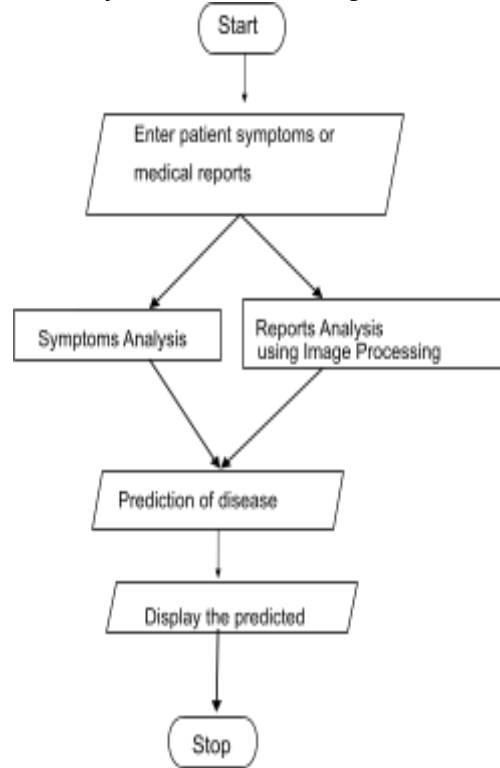 Start
Enter patient symptoms or
medical reports
Symptoms Analysis
Reports Analysis
using Image Processing
Prediction of disease
Display the predicted
Stop